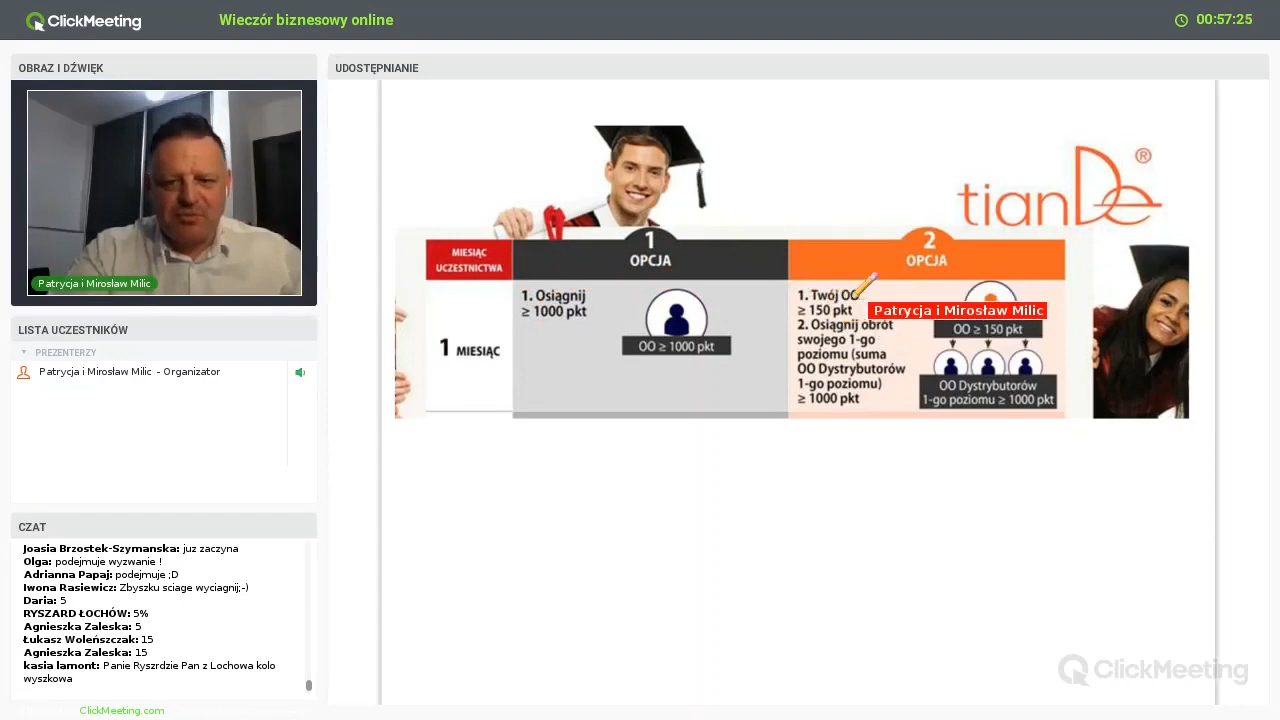 ClickMeeting
Wieczór biznesowy online
00:57:25
OBRAZ I DŹWIĘK
Patrycja i Mirosław Milic
LISTA UCZESTNIKÓW
PREZENTERZY
Patrycja i Mirosław Milic - Organizator
CZAT
Joasia Brzostek-Szymanska: juz zaczyna
Olga: podejmuje wyzwanie !
Adrianna Papaj: podejmuje ;D
Iwona Rasiewicz: Zbyszku sciage wyciagnij;-)
Daria: 5
RYSZARD ŁOCHÓW: 5%
Agnieszka Zaleska: 5
Łukasz Woleńszczak: 15
Agnieszka Zaleska: 15
kasia lamont: Panie Ryszrdzie Pan z Lochowa kolo
wyszkowa
ClickMeeting.com
UDOSTĘPNIANIE
tianDe®
MIESIĄC
UCZESTNICTWA
1
OPCJA
2
OPCJA
1 MIESIĄC
1. Osiągnij
≥ 1000 pkt
OO ≥ 1000 pkt
1. Twój OO
≥ 150 pkt
2. Osiągnij obrót
swojego 1-go
poziomu (suma
OO Dystrybutorów
1-go poziomu)
≥ 1000 pkt
Patrycja i Mirosław Milic
OO ≥ 150 pkt
OO Dystrybutorów
1-go poziomu ≥ 1000 pkt
ClickMeeting